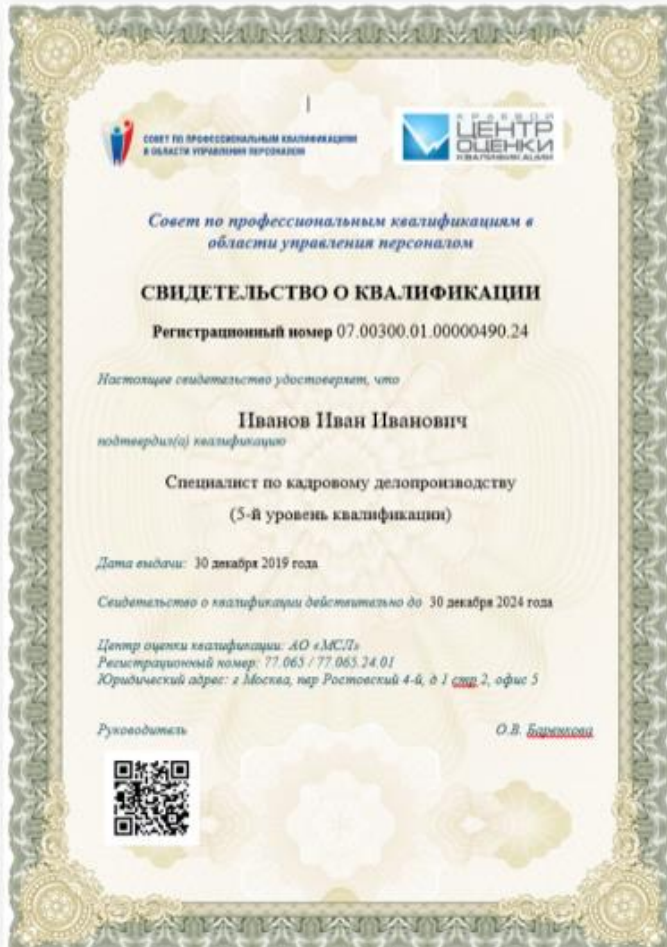 СОВЕТ ПО ПРОФЕССИОНАЛЬНЫМ КВАЛИФИКАЦИЯМ
В ОБЛАСТИ УПРАВЛЕНИЯ ПЕРСОНАЛОМ
КРАЕВОЙ
ЦЕНТР
ОЦЕНКИ
КВАЛИФИКАЦИИ
Совет по профессиональным квалификациям в
области управления персоналом
СВИДЕТЕЛЬСТВО О КВАЛИФИКАЦИИ
Регистрационный номер 07.00300.01.00000490.24
Настоящее свидетельство удостоверяет, что
Иванов Иван Иванович
подтвердил(а) квалификацию
Специалист по кадровому делопроизводству
(5-й уровень квалификации)
Дата выдачи: 30 декабря 2019 года
Свидетельство о квалификации действительно до 30 декабря 2024 года
Центр оценки квалификации: АО «МСЛ»
Регистрационный номер: 77.065 / 77.065.24.01
Юридический адрес: г Москва, пер Ростовский 4-й, д 1 стр 2, офис 5
Руководитель О.В. Баренкова